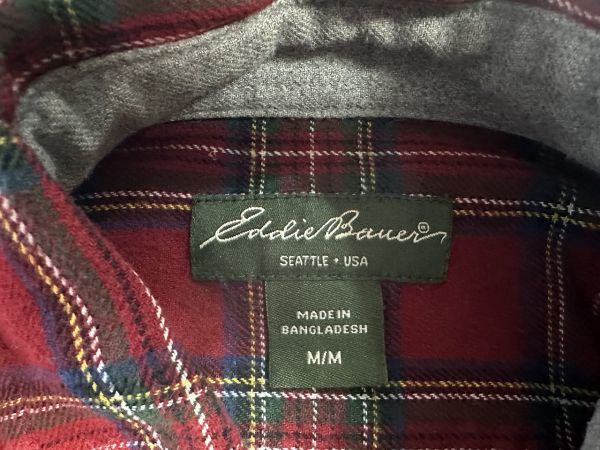 Eddie Bauer®
SEATTLE • USA
MADE IN
BANGLADESH
M/M